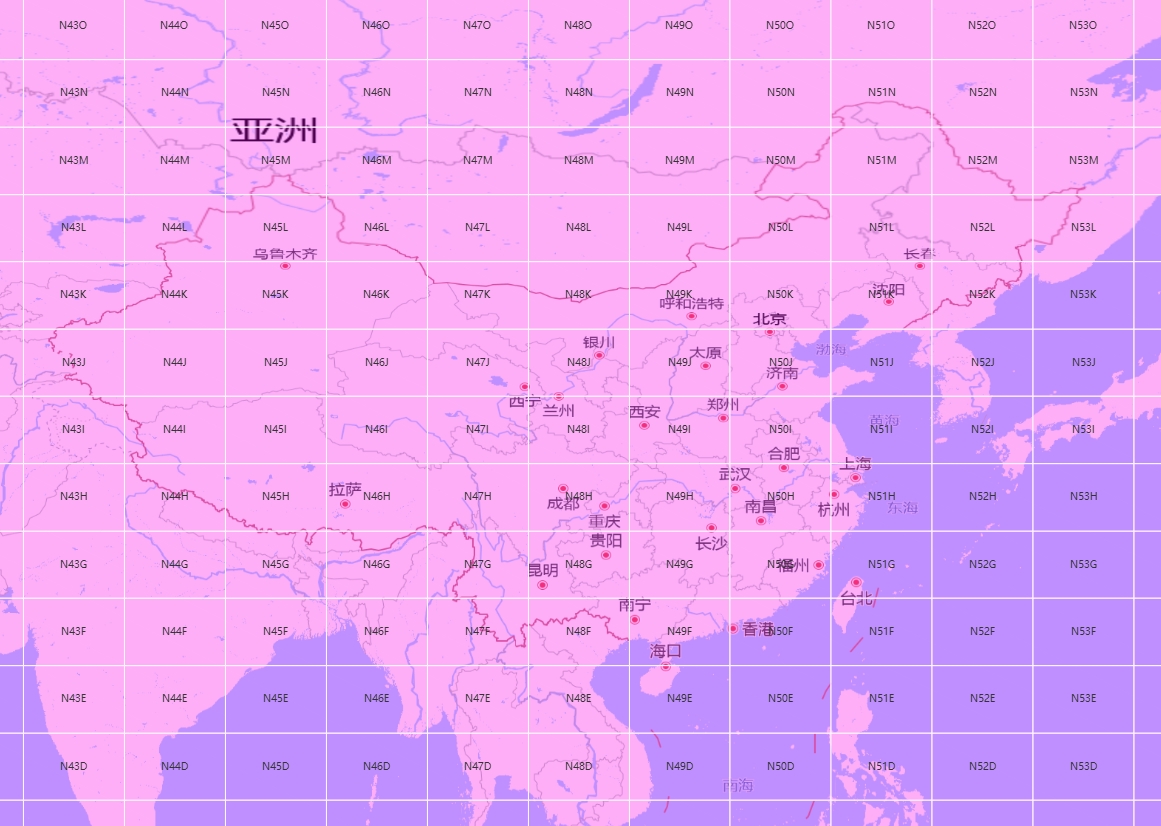 N43O N44O N45O N46O N47O N48O N49O N50O N51O N52O N53O
N43N N44N N45N N46N N47N N48N N49N N50N N51N N52N N53N
亚洲
N43M N44M N45M N46M N47M N48M N49M N50M N51M N52M N53M
N43L N44L N45L N46L N47L N48L N49L N50L N51L N52L N53L
乌鲁木齐 长春
N43K N44K N45K N46K N47K N48K N49K N50K N51K N52K N53K
沈阳
呼和浩特
北京
银川 太原 渤海
N43J N44J N45J N46J N47J N48J N49J N50J N51J N52J N53J
济南
西宁 兰州 西安 郑州
黄海
N43I N44I N45I N46I N47I N48I N49I N50I N51I N52I N53I
合肥 上海
武汉
拉萨
N43H N44H N45H N46H N47H N48H N49H N50H N51H N52H N53H
成都 南昌 杭州 东海
重庆
贵阳 长沙
N43G N44G N45G N46G N47G N48G N49G N50G N51G N52G N53G
昆明 福州
南宁 台北
N43F N44F N45F N46F N47F N48F N49F N50F N51F N52F N53F
香港
海口
N43E N44E N45E N46E N47E N48E N49E N50E N51E N52E N53E
N43D N44D N45D N46D N47D N48D N49D N50D N51D N52D N53D
南海